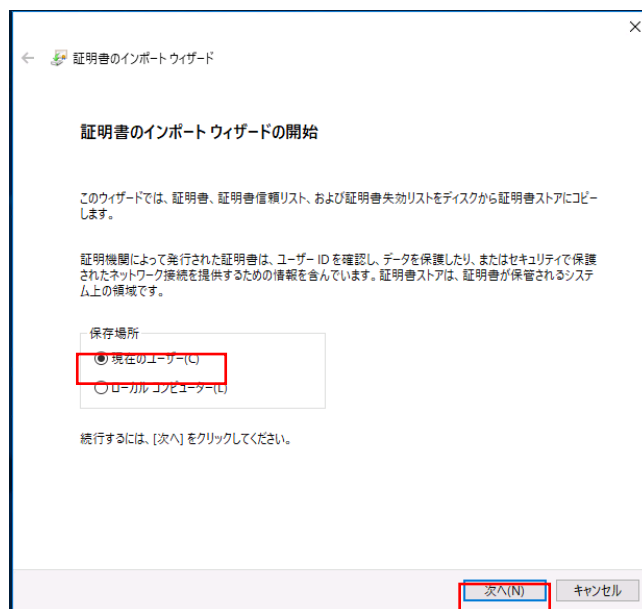 証明書のインポート ウィザード
証明書のインポート ウィザードの開始
このウィザードでは、証明書、証明書信頼リスト、および証明書失効リストをディスクから証明書ストアにコピー
します。
証明機関によって発行された証明書は、ユーザー ID を確認し、データを保護したり、またはセキュリティで保護
されたネットワーク接続を提供するための情報を含んでいます。証明書ストアは、証明書が保管されるシステ
ム上の領域です。
保存場所
現在のユーザー(C)
ローカル コンピューター(L)
続行するには、[次へ] をクリックしてください。
次へ(N)
キャンセル